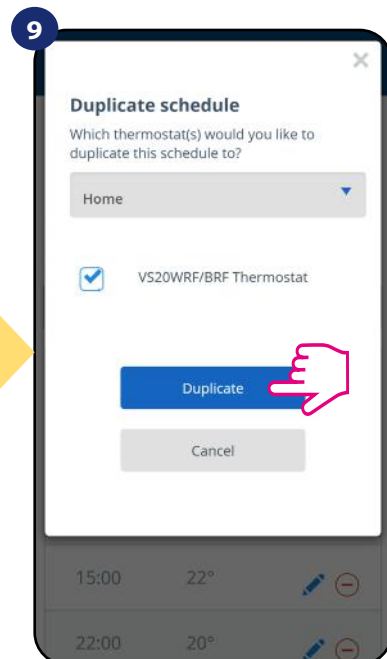 9
Duplicate schedule
Which thermostat(s) would you like to
duplicate this schedule to?
Home
VS20WRF/BRF Thermostat
Duplicate
Cancel
15:00 22°
22:00 20°